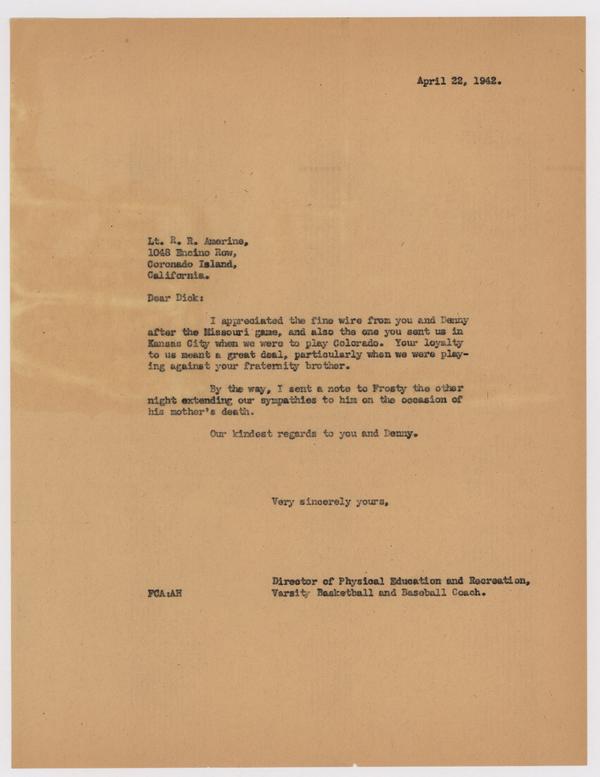 April 22, 1942.
Lt. R. R. Amerine,
1048 Encino Row,
Coronado Island,
California.
Dear Dick:
I appreciated the fine wire from you and Denny
after the Missouri game, and also the one you sent us in
Kansas City when we were to play Colorado. Your loyalty
to us meant a great deal, particularly when we were play-
ing against your fraternity brother.
By the way, I sent a note to Frosty the other
night extending our sympathies to him on the occasion of
his mother's death.
Our kindest regards to you and Denny.
Very sincerely yours,
Director of Physical Education and Recreation,
FCA:AH Varsity Basketball and Baseball Coach.